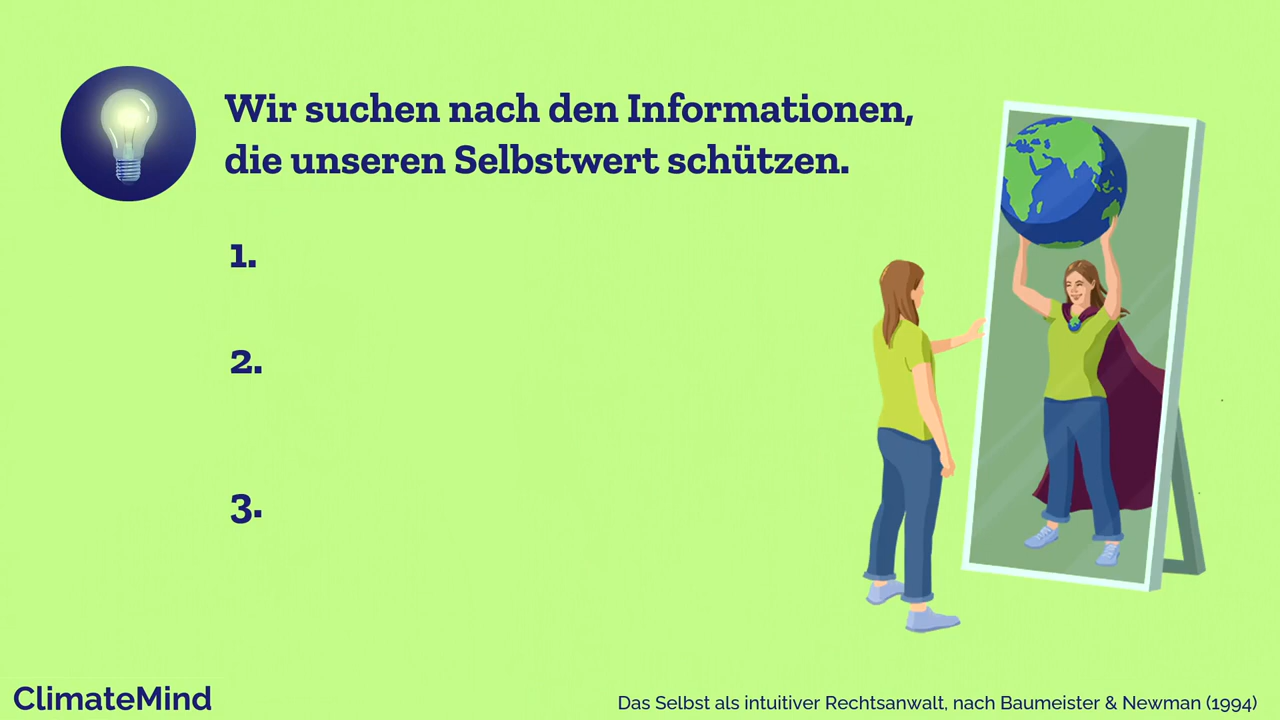 Wir suchen nach den Informationen,
die unseren Selbstwert schützen.
1.
2.
3.
ClimateMind
Das Selbst als intuitiver Rechtsanwalt, nach Baumeister & Newman (1994)